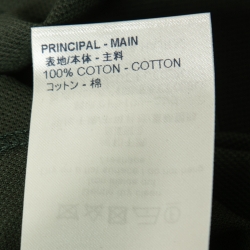 PRINCIPAL - MAIN
表地/本体 - 主料
100% COTON - COTTON
コットン - 棉